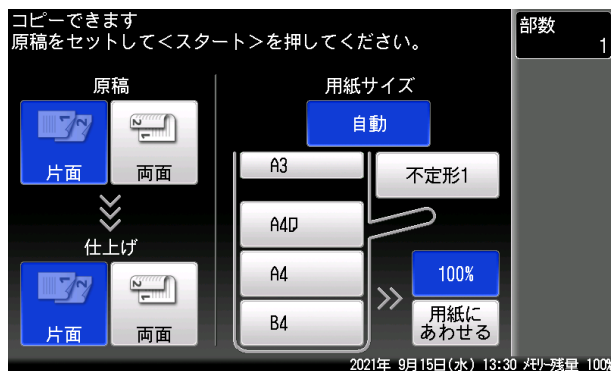 コピーできます
原稿をセットして<スタート>を押してください。
部数
1
原稿
片面
両面
仕上げ
片面
両面
用紙サイズ
自動
A3
不定形1
A4
A4
B4
100%
用紙に
あわせる
2021年 9月15日(水) 13:30 メモリー残量 100%